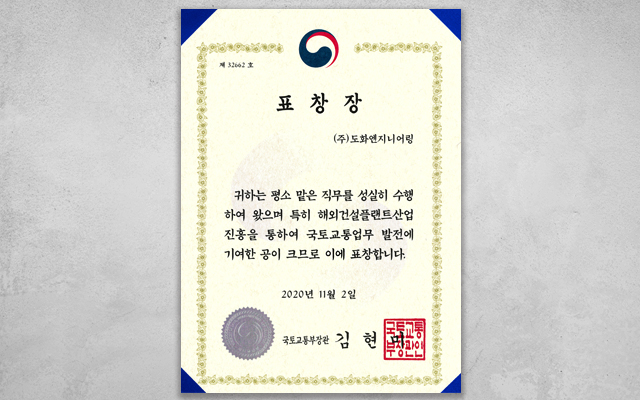 제 32662 호
표 창 장
(주)도화엔지니어링
귀하는 평소 맡은 직무를 성실히 수행
하여 왔으며 특히 해외건설플랜트산업
진흥을 통하여 국토교통업무 발전에
기여한 공이 크므로 이에 표창합니다.
2020년 11월 2일
국토교통부장관 김 현 미
국토교통
부장관인